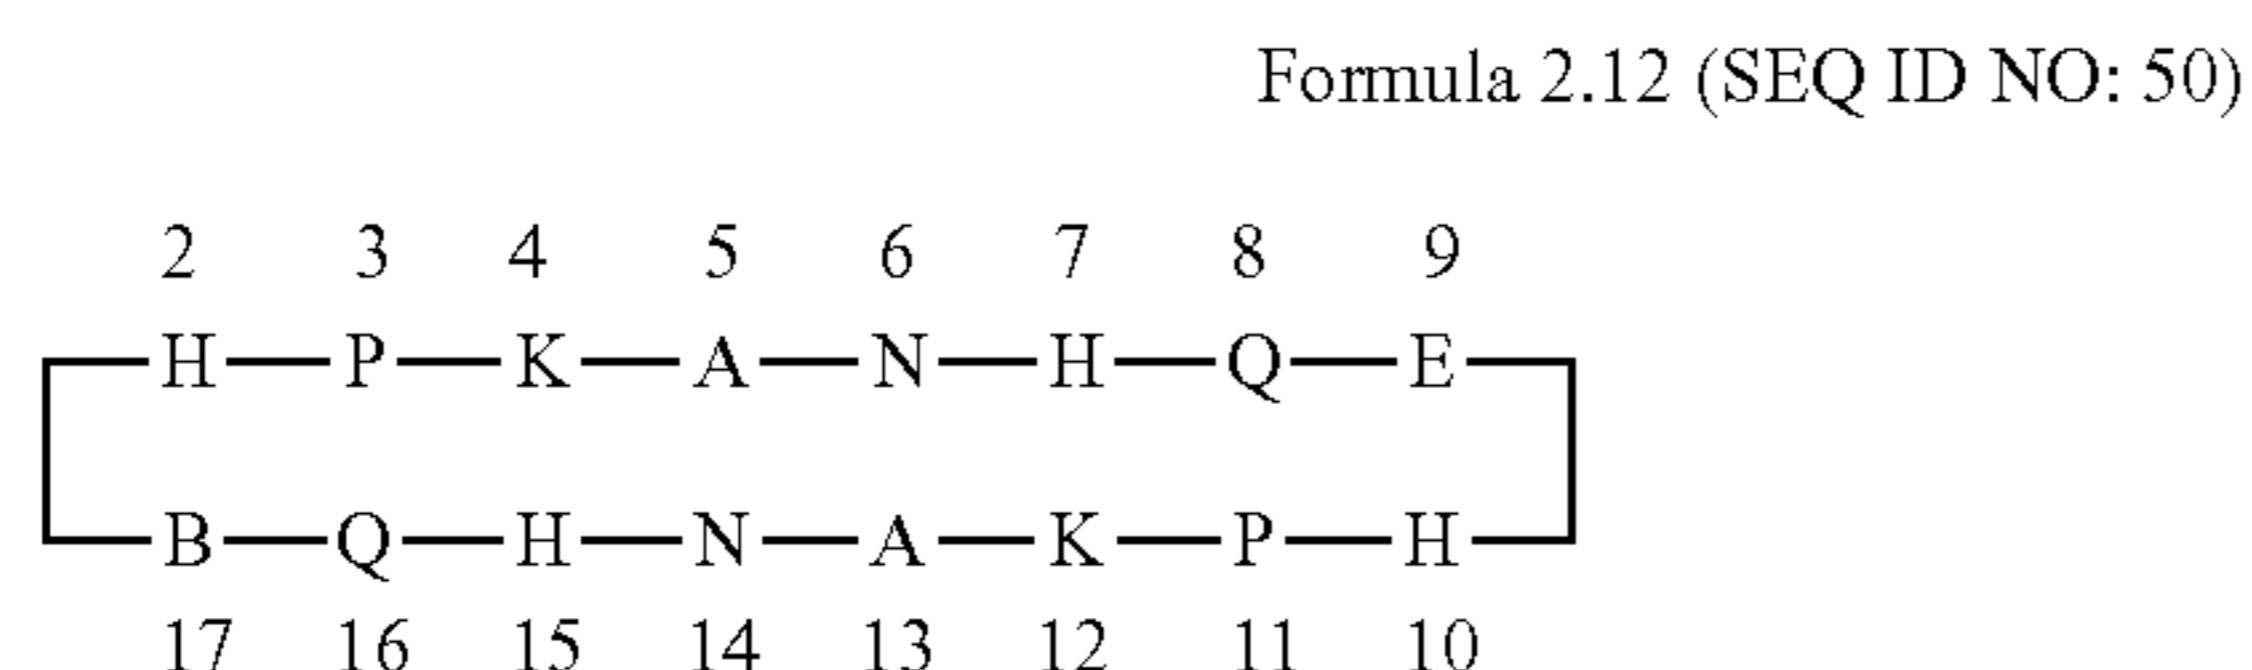 Formula 2.12 (SEQ ID NO: 50)
2 3 4 5 6 7 8 9
H P K A N H Q E
B Q H N A K P H
17 16 15 14 13 12 11 10